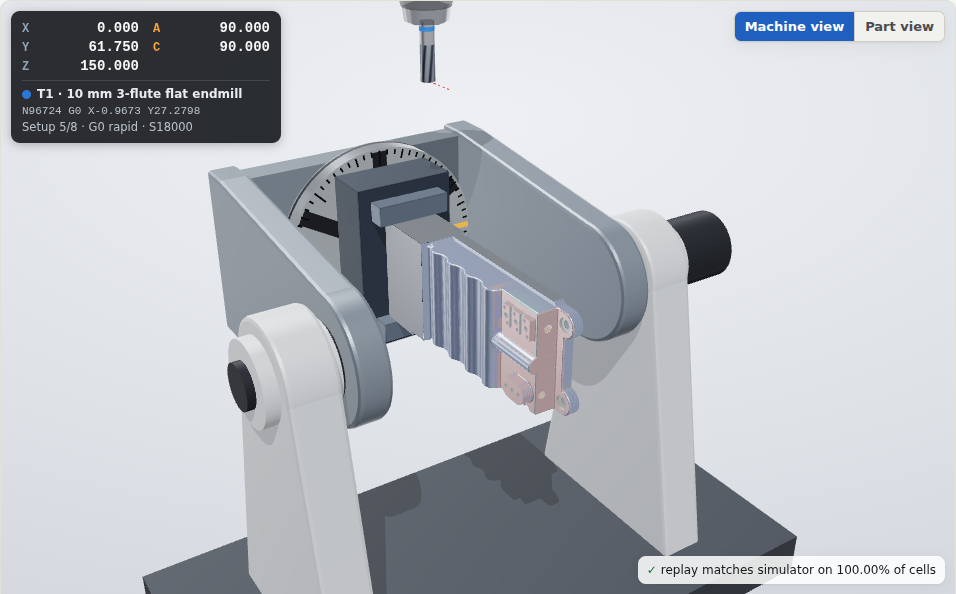 X 0.000 A 90.000
Y 61.750 C 90.000
Z 150.000
T1 · 10 mm 3-flute flat endmill
N96724 G0 X-0.9673 Y27.2798
Setup 5/8 · G0 rapid · S18000
Machine view Part view
✓ replay matches simulator on 100.00% of cells